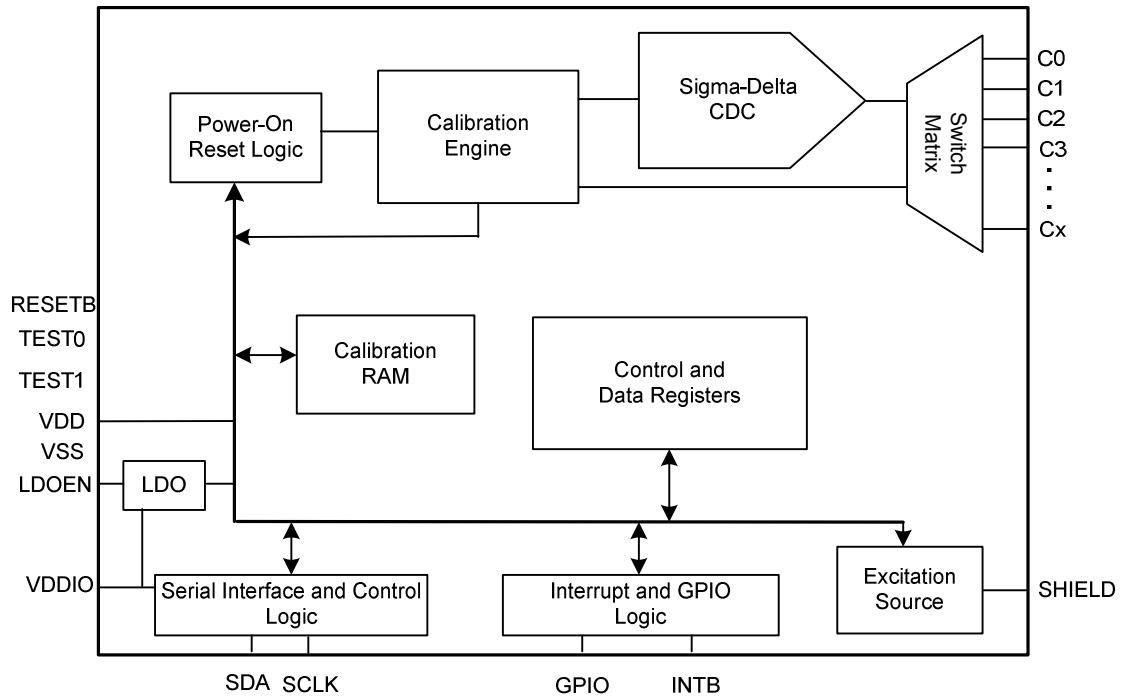 C0
C1
C2
C3
Cx
Sigma-Delta
CDC
Switch
Matrix
Calibration
Engine
Power-On
Reset Logic
RESETB
TEST0
TEST1
VDD
VSS
LDOEN
VDDIO
Calibration
RAM
Control and
Data Registers
LDO
Serial Interface and Control
Logic
Interrupt and GPIO
Logic
Excitation
Source
SHIELD
SDA
SCLK
GPIO
INTB